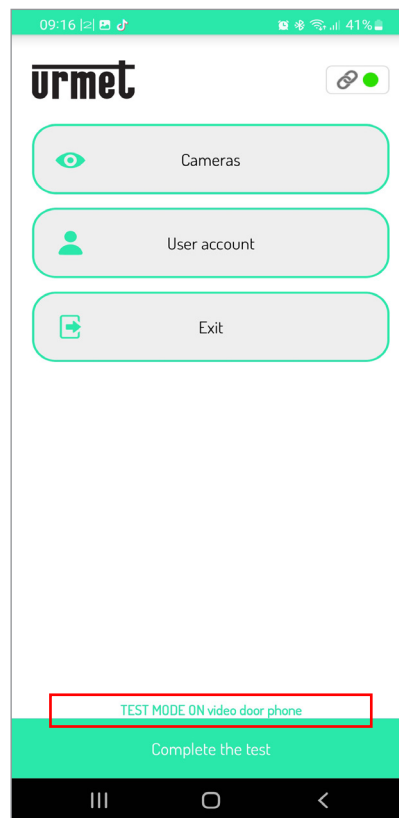 09:16
41%
urmet
Cameras
User account
Exit
TEST MODE ON video door phone
Complete the test